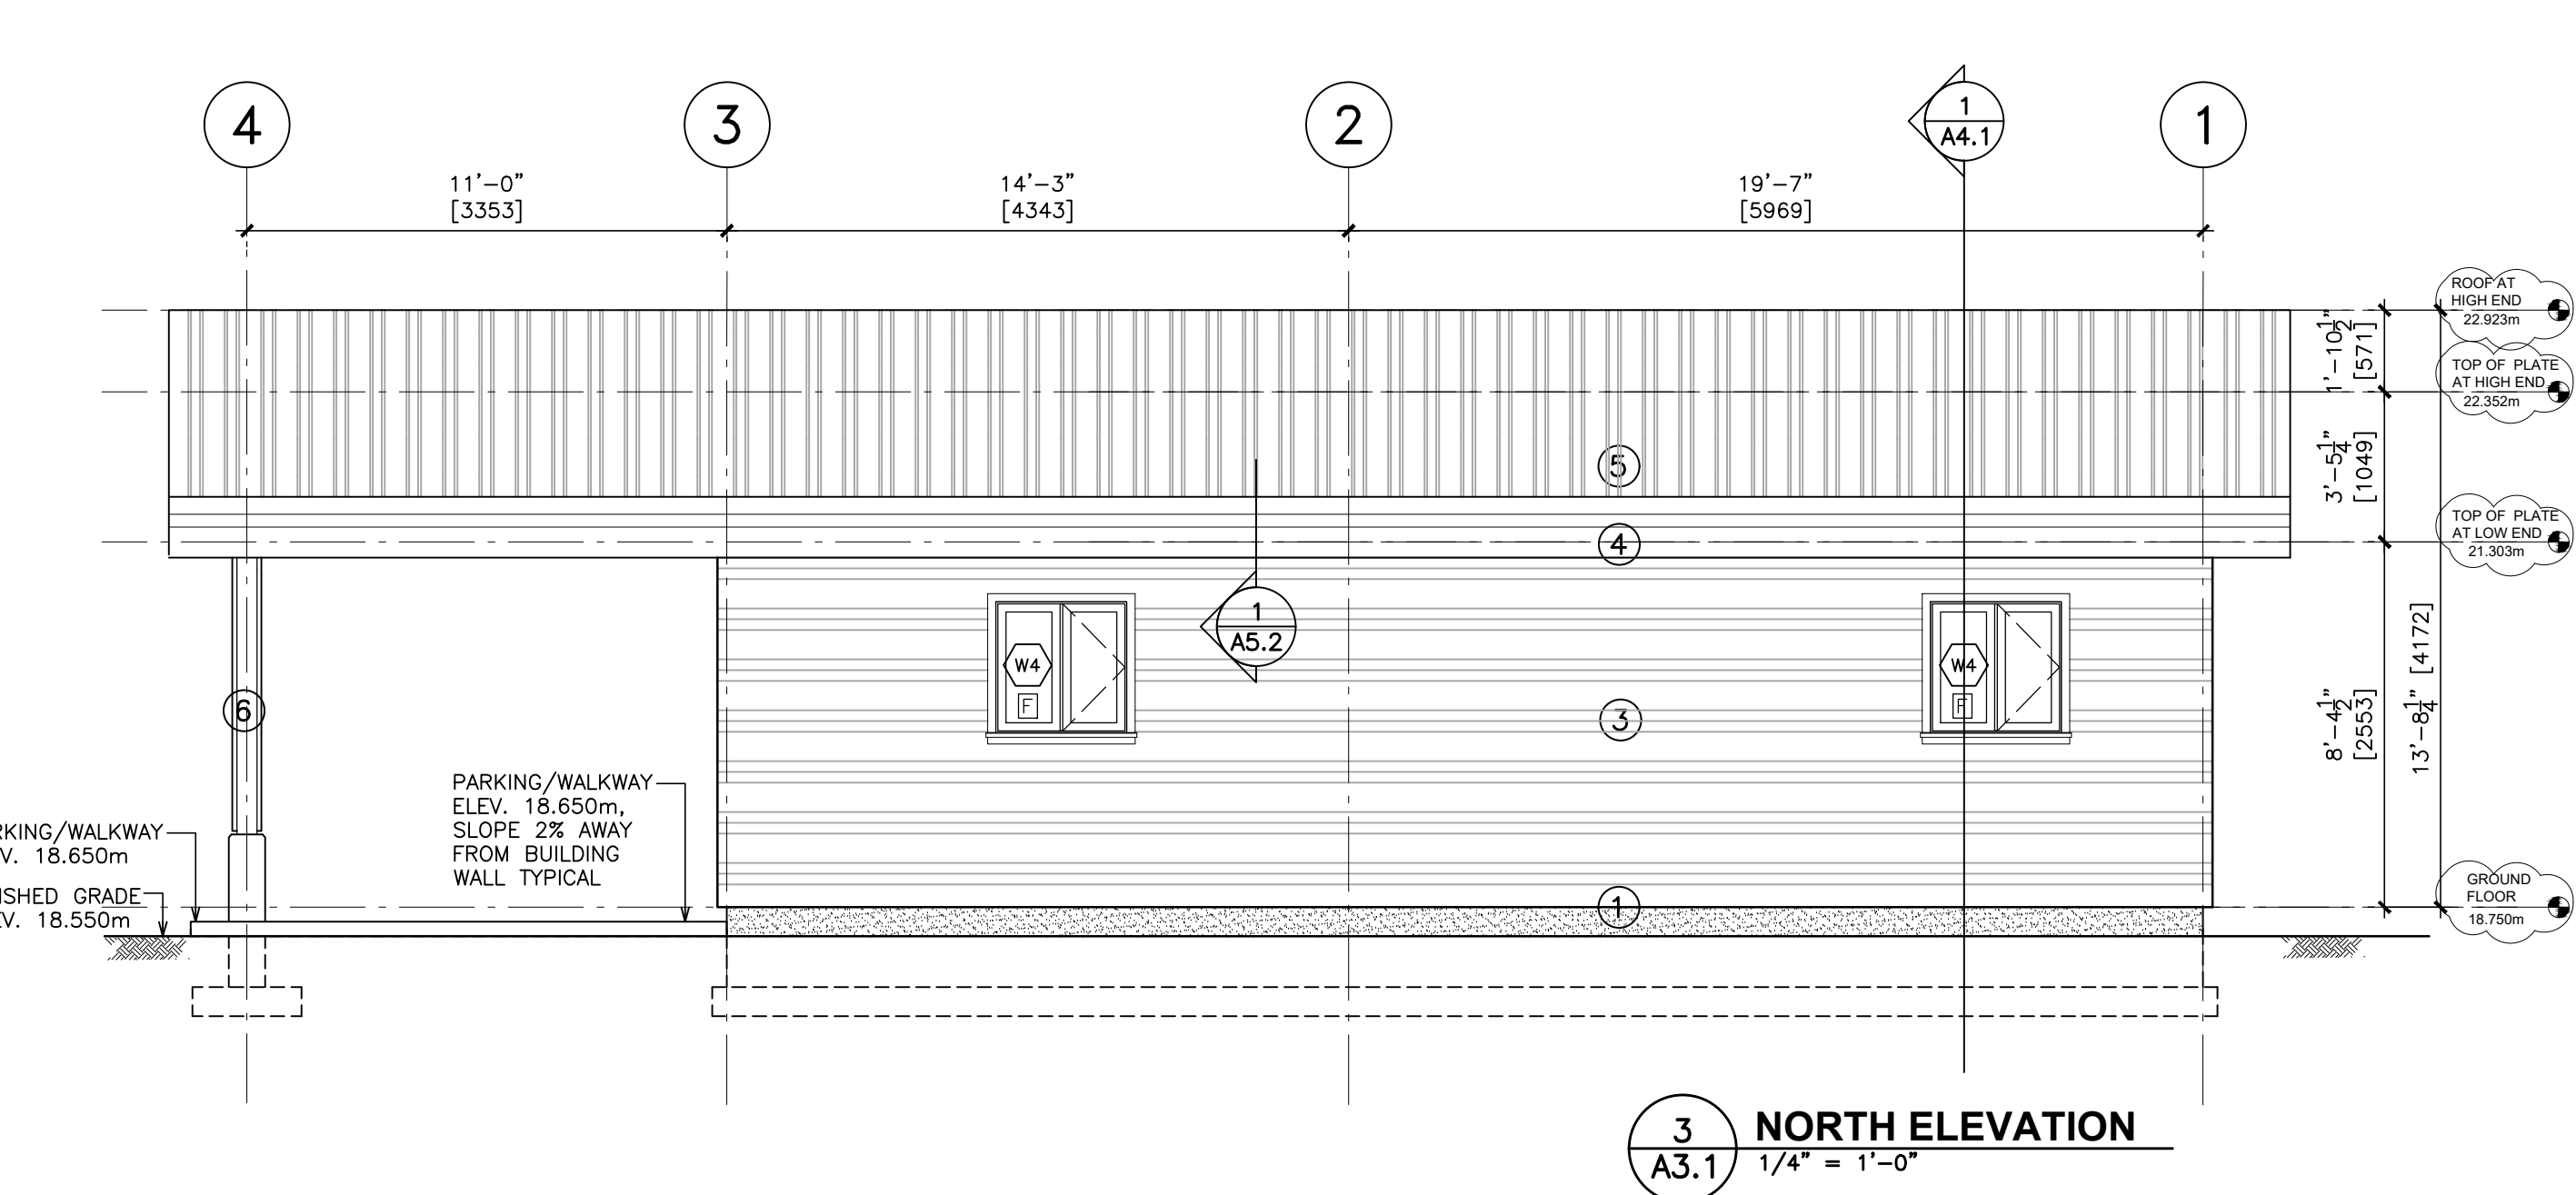 4
3
2
1
A4.1
1
11'-0"
[3353]
14'-3"
[4343]
19'-7"
[5969]
ROOF AT
HIGH END
22.923m
1'-10½"
[571]
TOP OF PLATE
AT HIGH END
22.352m
5
3'-5¼"
[1049]
TOP OF PLATE
AT LOW END
21.303m
4
1
A5.2
W4
F
W4
F
6
3
8'-4½"
[2553]
13'-8¼" [4172]
PARKING/WALKWAY
ELEV. 18.650m,
SLOPE 2% AWAY
FROM BUILDING
WALL TYPICAL
RKING/WALKWAY
V. 18.650m
ISHED GRADE
EV. 18.550m
1
GROUND
FLOOR
18.750m
3
A3.1
NORTH ELEVATION
1/4" = 1'-0"